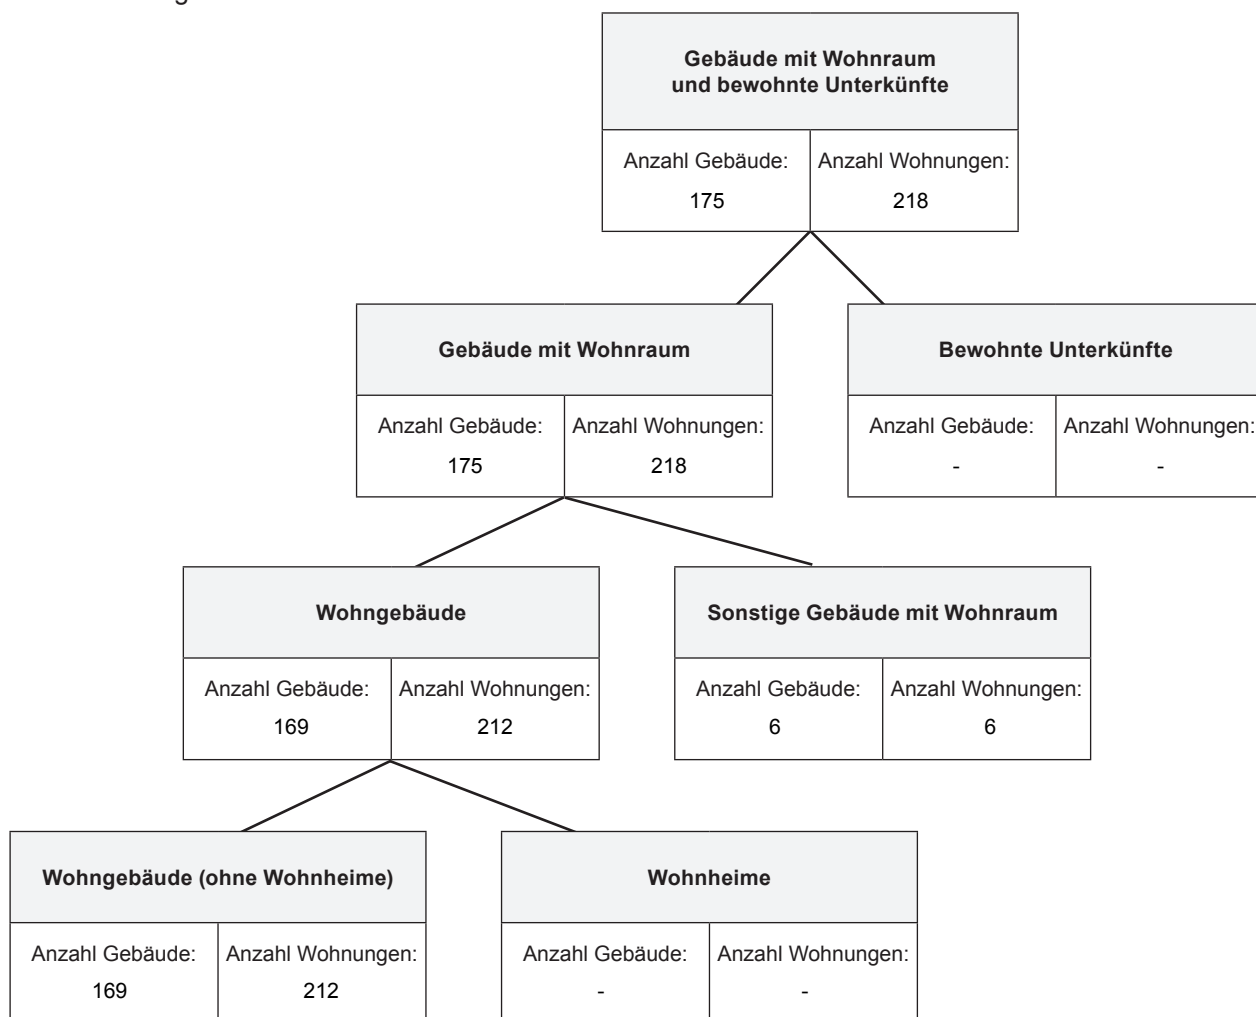 Gebäude mit Wohnraum
und bewohnte Unterkünfte
Anzahl Gebäude: Anzahl Wohnungen:
175 218
Gebäude mit Wohnraum Bewohnte Unterkünfte
Anzahl Gebäude: Anzahl Wohnungen: Anzahl Gebäude: Anzahl Wohnungen:
175 218 - -
Wohngebäude Sonstige Gebäude mit Wohnraum
Anzahl Gebäude: Anzahl Wohnungen: Anzahl Gebäude: Anzahl Wohnungen:
169 212 6 6
Wohngebäude (ohne Wohnheime) Wohnheime
Anzahl Gebäude: Anzahl Wohnungen: Anzahl Gebäude: Anzahl Wohnungen:
169 212 - -